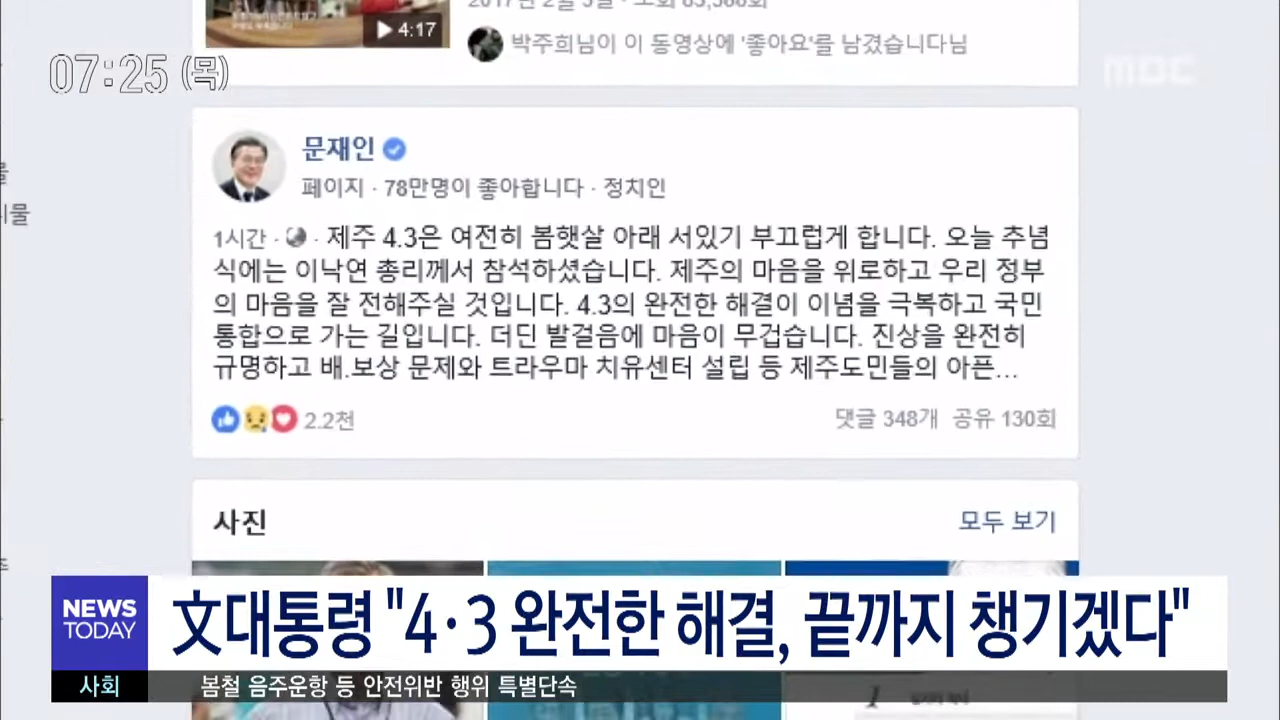 4:17
박주희님이 이 동영상에 '좋아요'를 남겼습니다님
07:25 (목)
mbc
문재인
페이지 · 78만명이 좋아합니다 · 정치인
1시간 · · 제주 4.3은 여전히 봄햇살 아래 서있기 부끄럽게 합니다. 오늘 추념
식에는 이낙연 총리께서 참석하셨습니다. 제주의 마음을 위로하고 우리 정부
의 마음을 잘 전해주실 것입니다. 4.3의 완전한 해결이 이념을 극복하고 국민
통합으로 가는 길입니다. 더딘 발걸음에 마음이 무겁습니다. 진상을 완전히
규명하고 배.보상 문제와 트라우마 치유센터 설립 등 제주도민들의 아픈...
2.2천
댓글 348개 공유 130회
사진
모두 보기
NEWS
TODAY
文대통령 "4·3 완전한 해결, 끝까지 챙기겠다"
사회
봄철 음주운항 등 안전위반 행위 특별단속